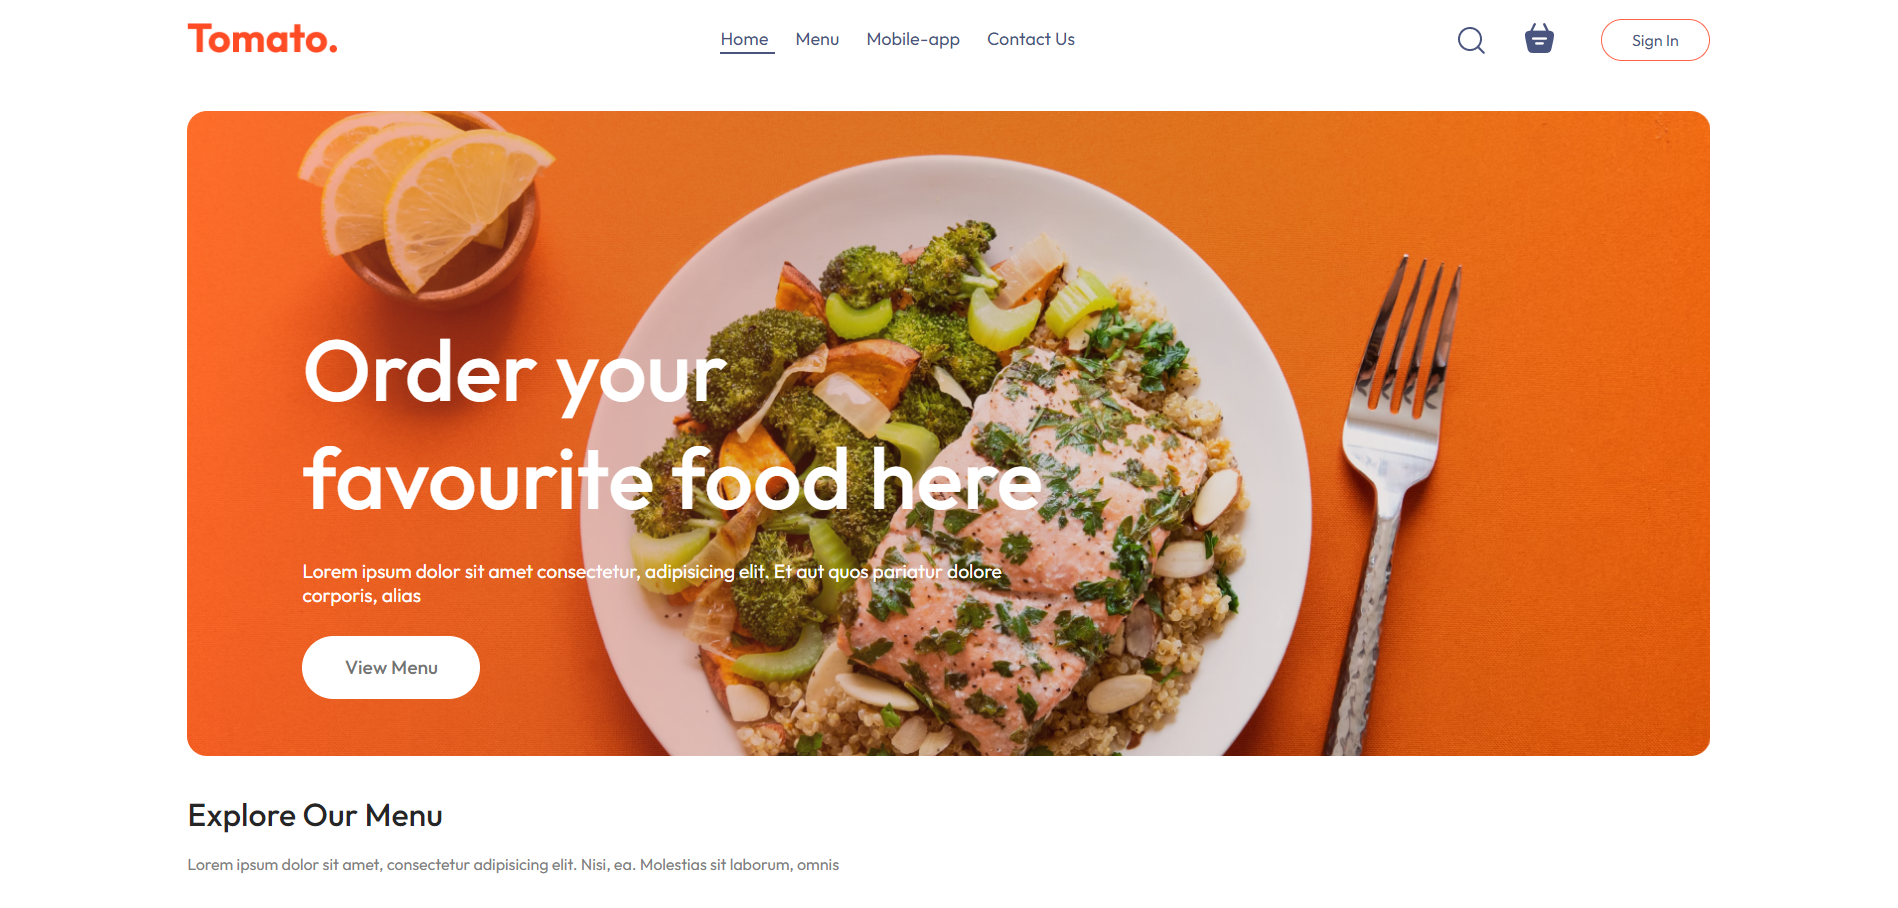 Tomato.
Home Menu Mobile-app Contact Us
Sign In
Order your
favourite food here
Lorem ipsum dolor sit amet consectetur, adipisicing elit. Et aut quos pariatur dolore
corporis, alias
View Menu
Explore Our Menu
Lorem ipsum dolor sit amet, consectetur adipisicing elit. Nisi, ea. Molestias sit laborum, omnis